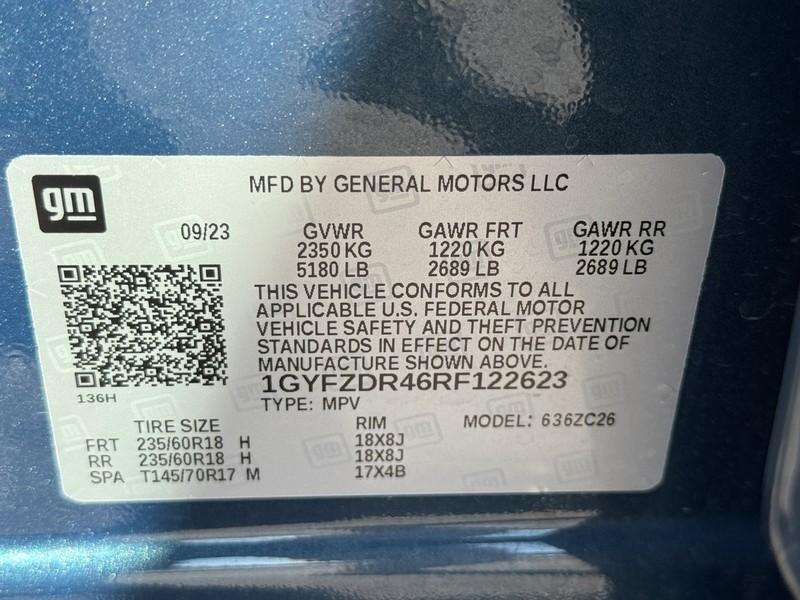 gm
MFD BY GENERAL MOTORS LLC
09/23 GVWR GAWR FRT GAWR RR
2350 KG 1220 KG 1220 KG
5180 LB 2689 LB 2689 LB
THIS VEHICLE CONFORMS TO ALL
APPLICABLE U.S. FEDERAL MOTOR
VEHICLE SAFETY AND THEFT PREVENTION
STANDARDS IN EFFECT ON THE DATE OF
MANUFACTURE SHOWN ABOVE.
1GYFZDR46RF122623
136H
TYPE: MPV
TIRE SIZE RIM MODEL: 636ZC26
FRT 235/60R18 H 18X8J
RR 235/60R18 H 18X8J
SPA T145/70R17 M 17X4B